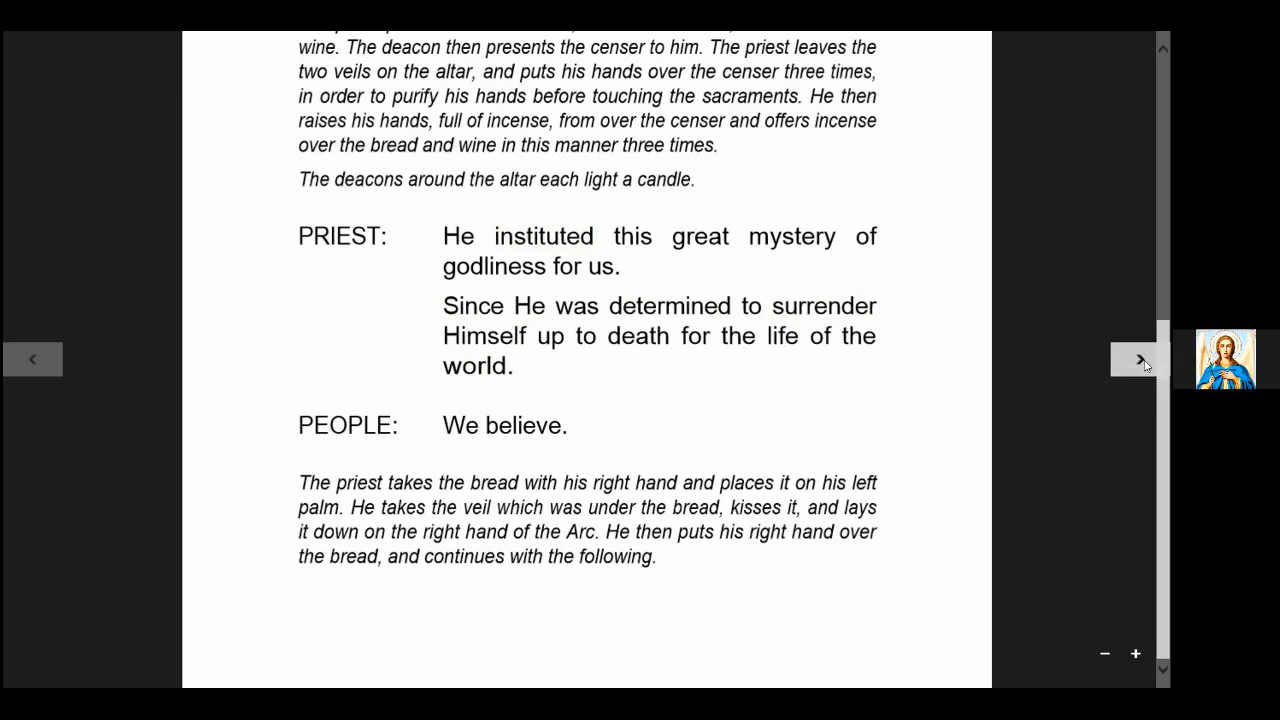 wine. The deacon then presents the censer to him. The priest leaves the
two veils on the altar, and puts his hands over the censer three times,
in order to purify his hands before touching the sacraments. He then
raises his hands, full of incense, from over the censer and offers incense
over the bread and wine in this manner three times.
The deacons around the altar each light a candle.
PRIEST: He instituted this great mystery of
godliness for us.
Since He was determined to surrender
Himself up to death for the life of the
world.
PEOPLE: We believe.
The priest takes the bread with his right hand and places it on his left
palm. He takes the veil which was under the bread, kisses it, and lays
it down on the right hand of the Arc. He then puts his right hand over
the bread, and continues with the following.